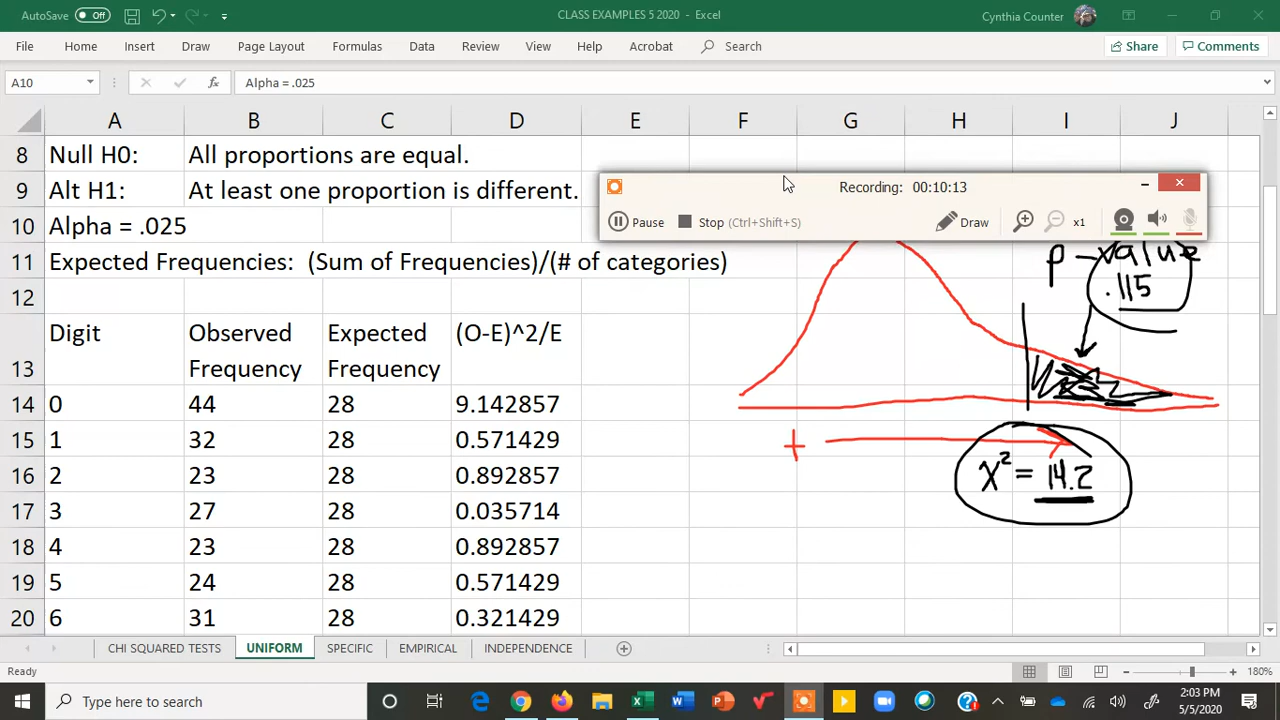 AutoSave Off
CLASS EXAMPLES 5 2020 - Excel
Cynthia Counter
File Home Insert Draw Page Layout Formulas Data Review View Help Acrobat Search Share Comments
A10 fx Alpha = .025
A B C D E F G H I J
8 Null H0: All proportions are equal.
9 Alt H1: At least one proportion is different.
Recording: 00:10:13
Pause Stop (Ctrl+Shift+S) Draw x1
10 Alpha = .025
11 Expected Frequencies: (Sum of Frequencies)/(# of categories)
p - value
.115
12
13 Digit Observed Frequency Expected Frequency (O-E)^2/E
14 0 44 28 9.142857
15 1 32 28 0.571429
+
16 2 23 28 0.892857
X² = 14.2
17 3 27 28 0.035714
18 4 23 28 0.892857
19 5 24 28 0.571429
20 6 31 28 0.321429
CHI SQUARED TESTS UNIFORM SPECIFIC EMPIRICAL INDEPENDENCE
Ready 180%
Type here to search
2:03 PM
5/5/2020